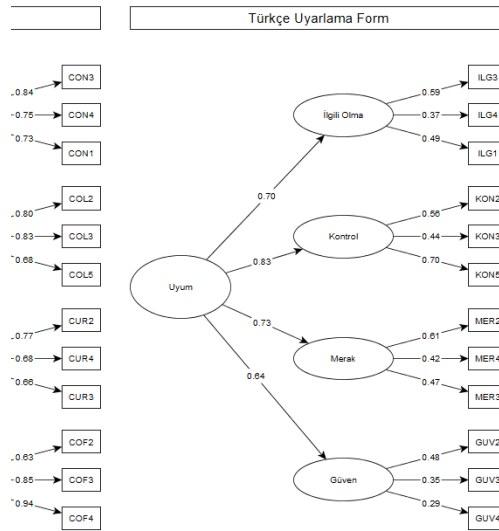 Türkçe Uyarlama Form
0.84
CON3
0.75
CON4
0.73
CON1
0.80
COL2
0.83
COL3
0.68
COL5
0.77
CUR2
0.68
CUR4
0.66
CUR3
0.63
COF2
0.85
COF3
0.94
COF4
Uyum
0.70
0.83
0.73
0.64
İlgili Olma
0.59
ILG3
0.37
ILG4
0.49
ILG1
Kontrol
0.56
KON2
0.44
KON3
0.70
KON5
Merak
0.61
MER2
0.42
MER4
0.47
MER3
Güven
0.48
GUV2
0.35
GUV3
0.29
GUV4